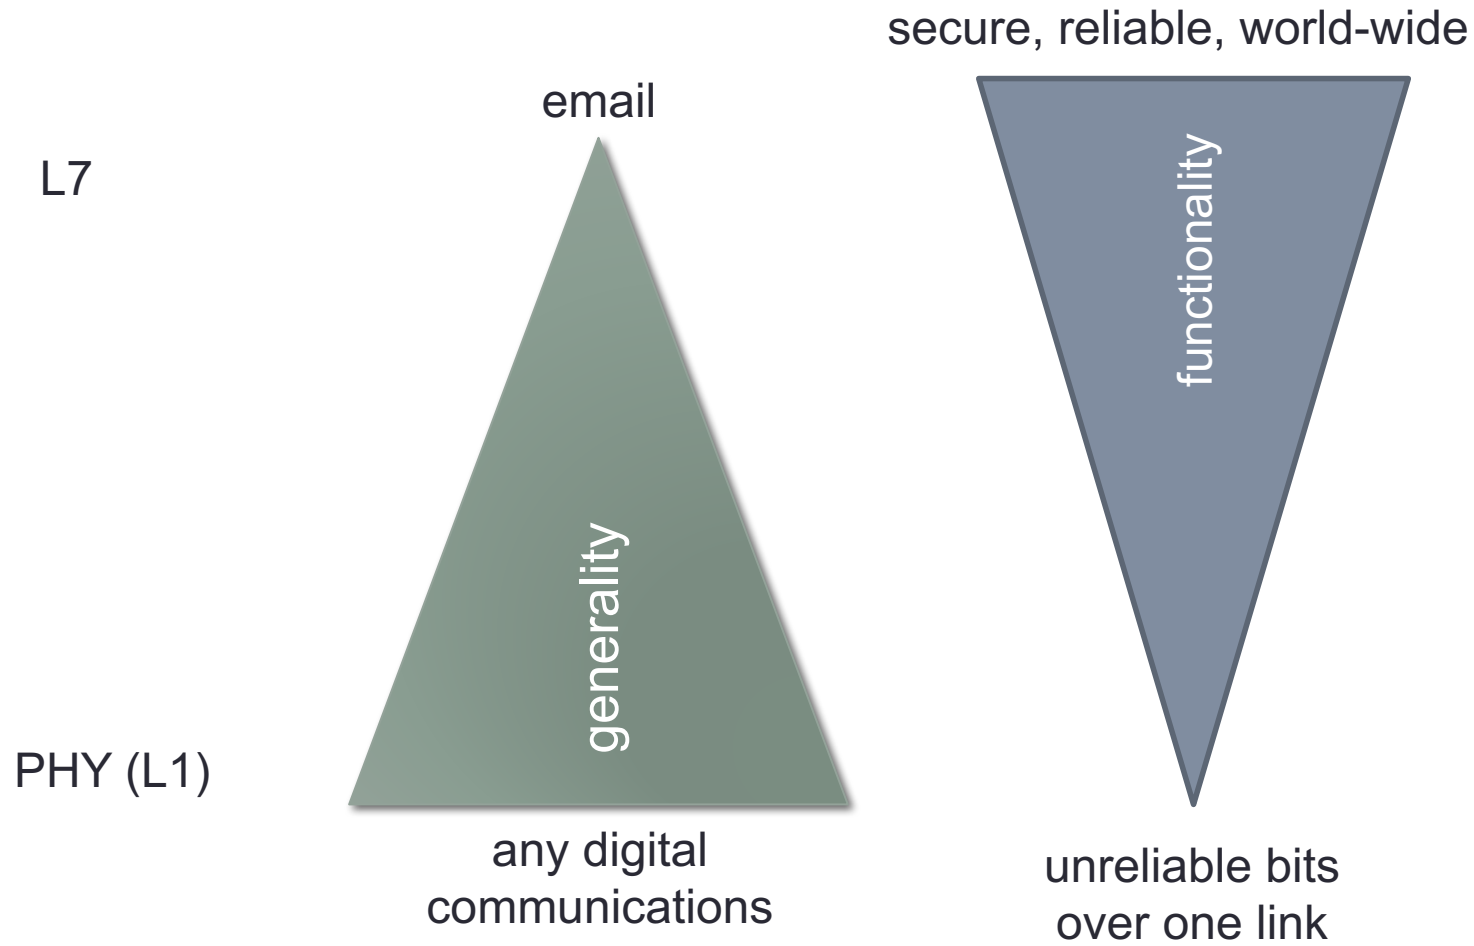 secure, reliable, world-wide
email
L7
functionality
generality
PHY (L1)
any digital
communications
unreliable bits
over one link